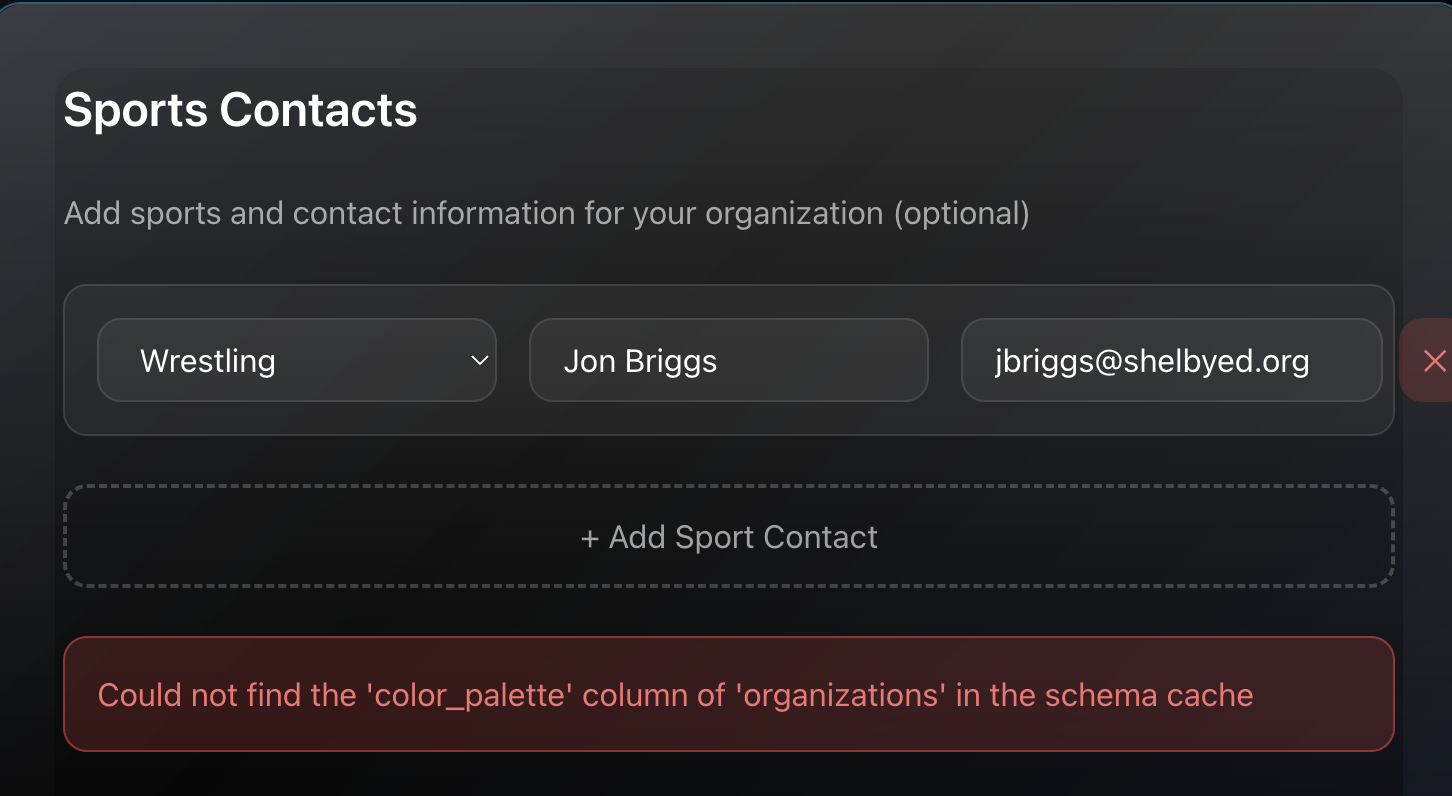 Sports Contacts
Add sports and contact information for your organization (optional)
Wrestling Jon Briggs jbriggs@shelbyed.org
+ Add Sport Contact
Could not find the 'color_palette' column of 'organizations' in the schema cache